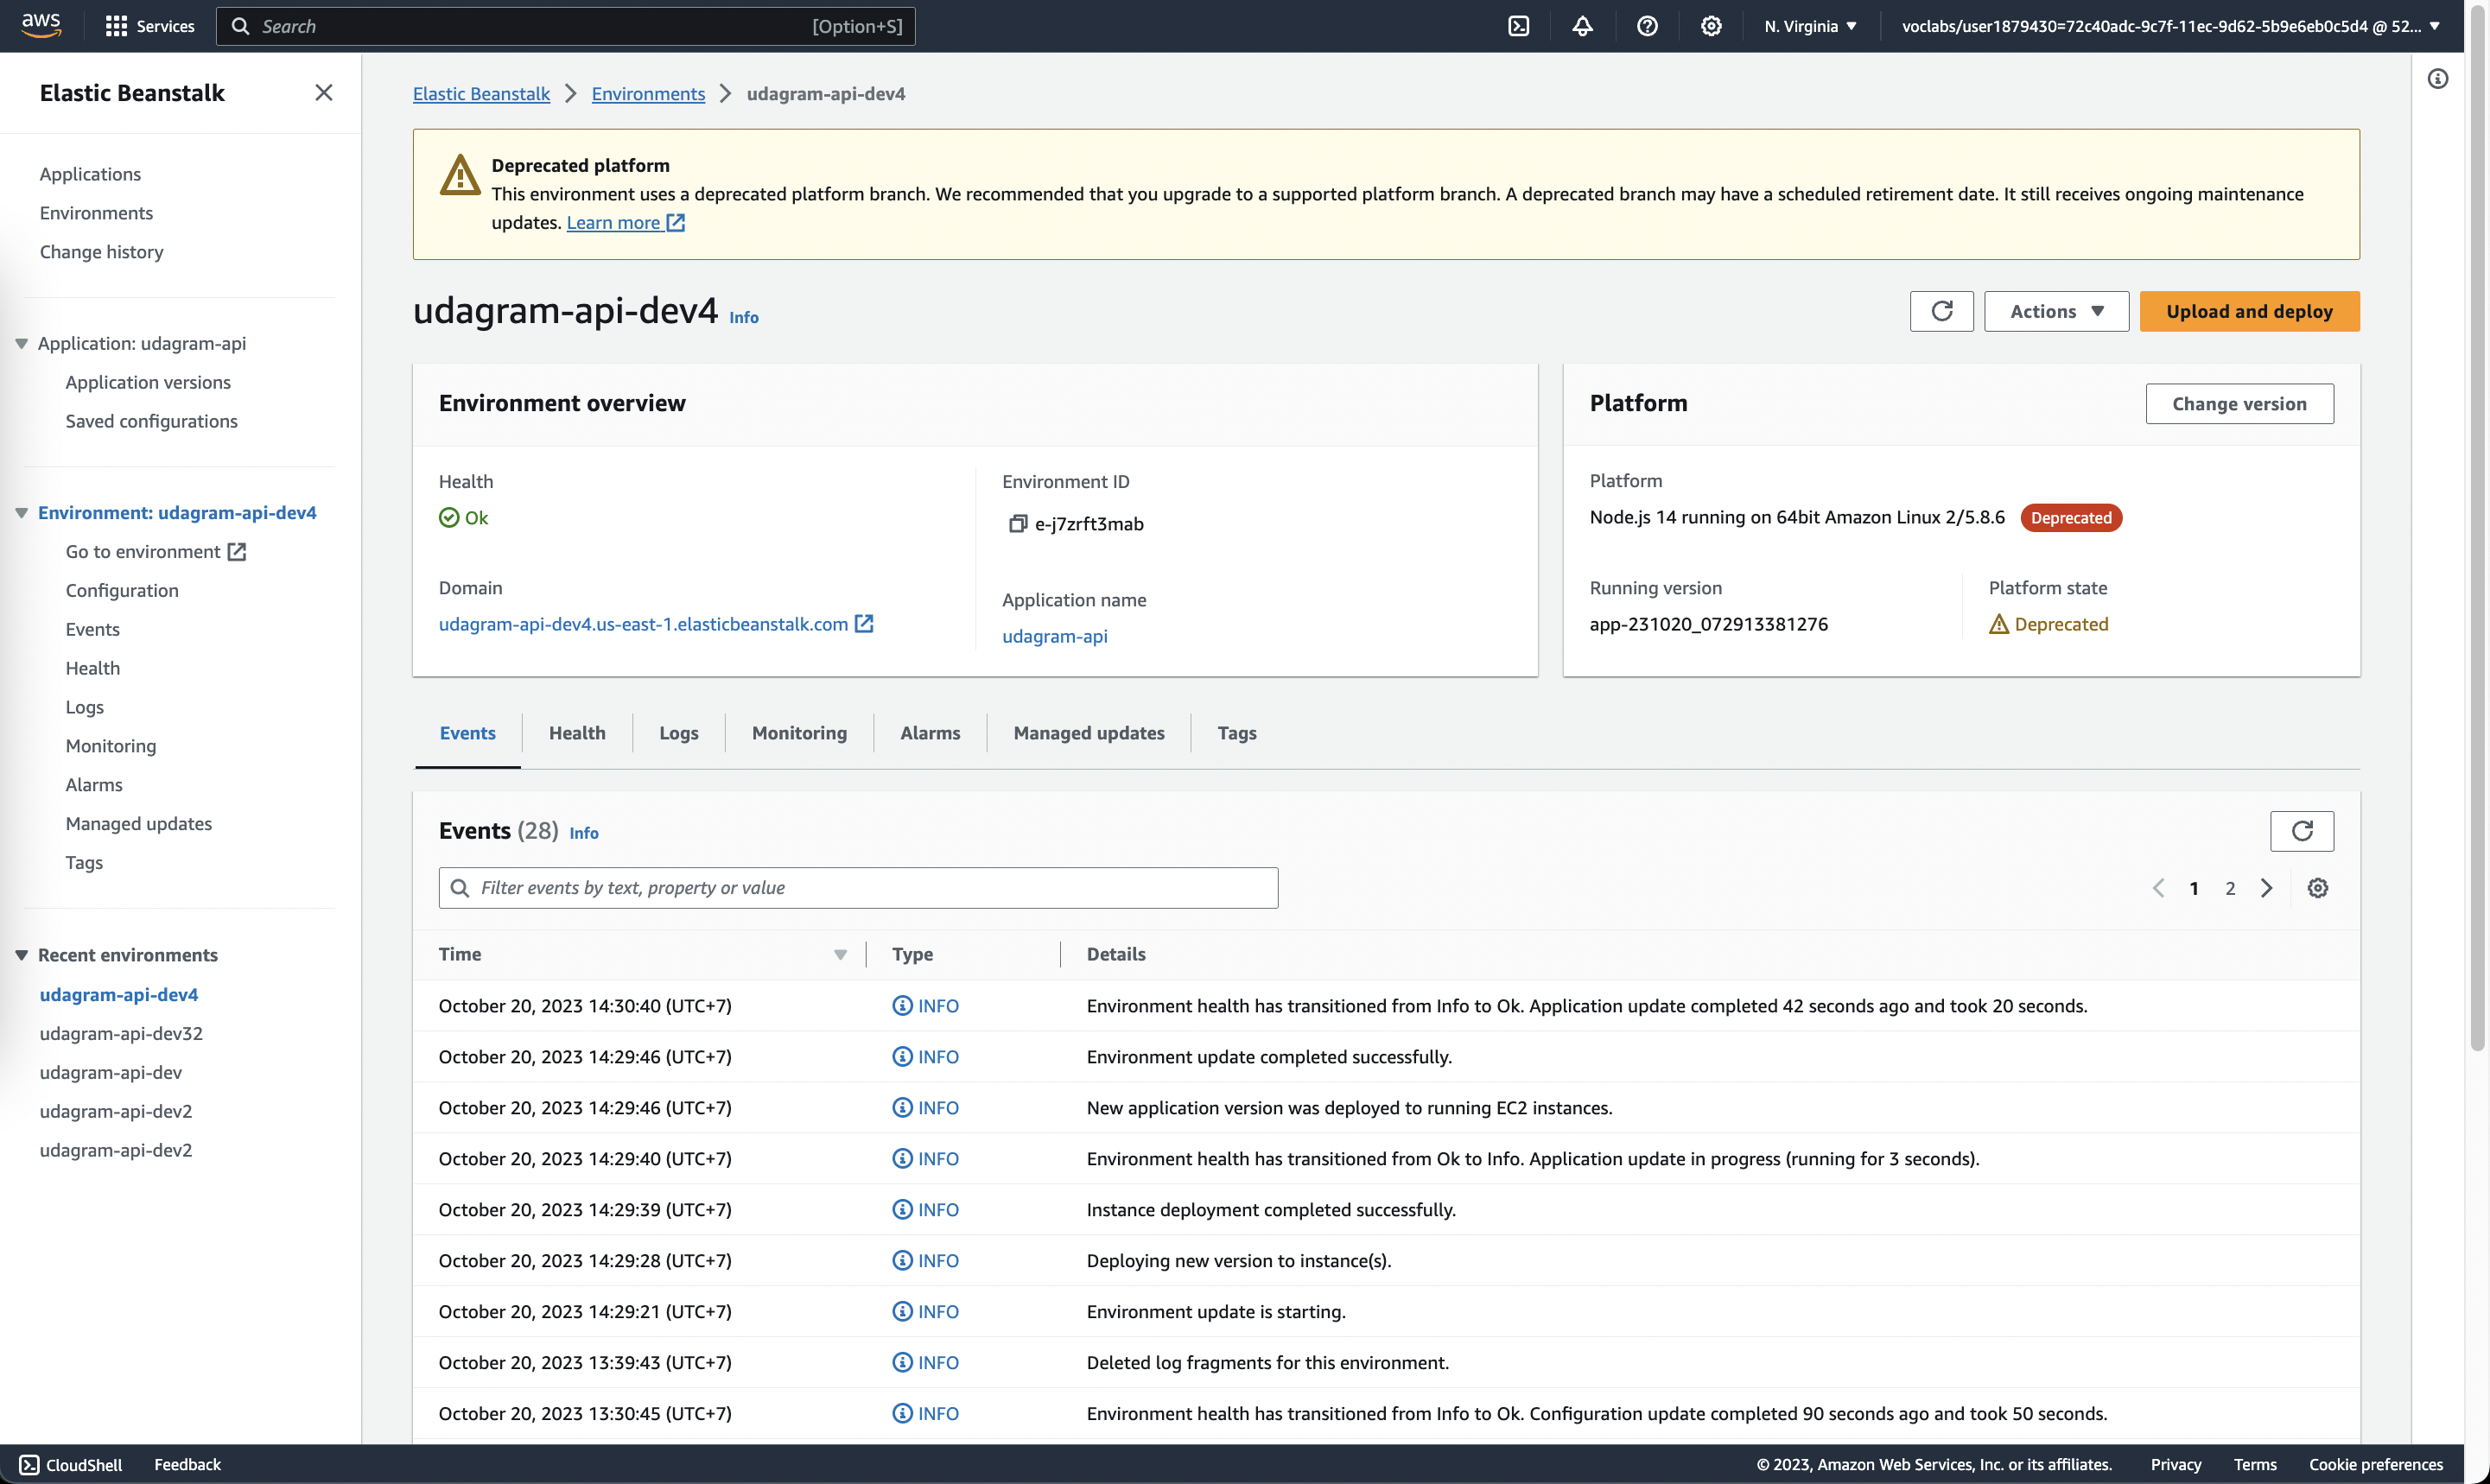 aws
Services
Search
[Option+S]
N. Virginia
voclabs/user1879430=72c40adc-9c7f-11ec-9d62-5b9e6eb0c5d4 @ 52...
Elastic Beanstalk
Applications
Environments
Change history
Application: udagram-api
Application versions
Saved configurations
Environment: udagram-api-dev4
Go to environment
Configuration
Events
Health
Logs
Monitoring
Alarms
Managed updates
Tags
Recent environments
udagram-api-dev4
udagram-api-dev32
udagram-api-dev
udagram-api-dev2
udagram-api-dev2
Elastic Beanstalk > Environments > udagram-api-dev4
Deprecated platform
This environment uses a deprecated platform branch. We recommended that you upgrade to a supported platform branch. A deprecated branch may have a scheduled retirement date. It still receives ongoing maintenance
updates. Learn more
udagram-api-dev4 Info
Actions
Upload and deploy
Environment overview
Health
Ok
Environment ID
e-j7zrft3mab
Domain
udagram-api-dev4.us-east-1.elasticbeanstalk.com
Application name
udagram-api
Platform
Change version
Platform
Node.js 14 running on 64bit Amazon Linux 2/5.8.6 Deprecated
Running version
app-231020_072913381276
Platform state
Deprecated
Events Health Logs Monitoring Alarms Managed updates Tags
Events (28) Info
Filter events by text, property or value
1 2
Time Type Details
October 20, 2023 14:30:40 (UTC+7) INFO Environment health has transitioned from Info to Ok. Application update completed 42 seconds ago and took 20 seconds.
October 20, 2023 14:29:46 (UTC+7) INFO Environment update completed successfully.
October 20, 2023 14:29:46 (UTC+7) INFO New application version was deployed to running EC2 instances.
October 20, 2023 14:29:40 (UTC+7) INFO Environment health has transitioned from Ok to Info. Application update in progress (running for 3 seconds).
October 20, 2023 14:29:39 (UTC+7) INFO Instance deployment completed successfully.
October 20, 2023 14:29:28 (UTC+7) INFO Deploying new version to instance(s).
October 20, 2023 14:29:21 (UTC+7) INFO Environment update is starting.
October 20, 2023 13:39:43 (UTC+7) INFO Deleted log fragments for this environment.
October 20, 2023 13:30:45 (UTC+7) INFO Environment health has transitioned from Info to Ok. Configuration update completed 90 seconds ago and took 50 seconds.
CloudShell Feedback © 2023, Amazon Web Services, Inc. or its affiliates. Privacy Terms Cookie preferences